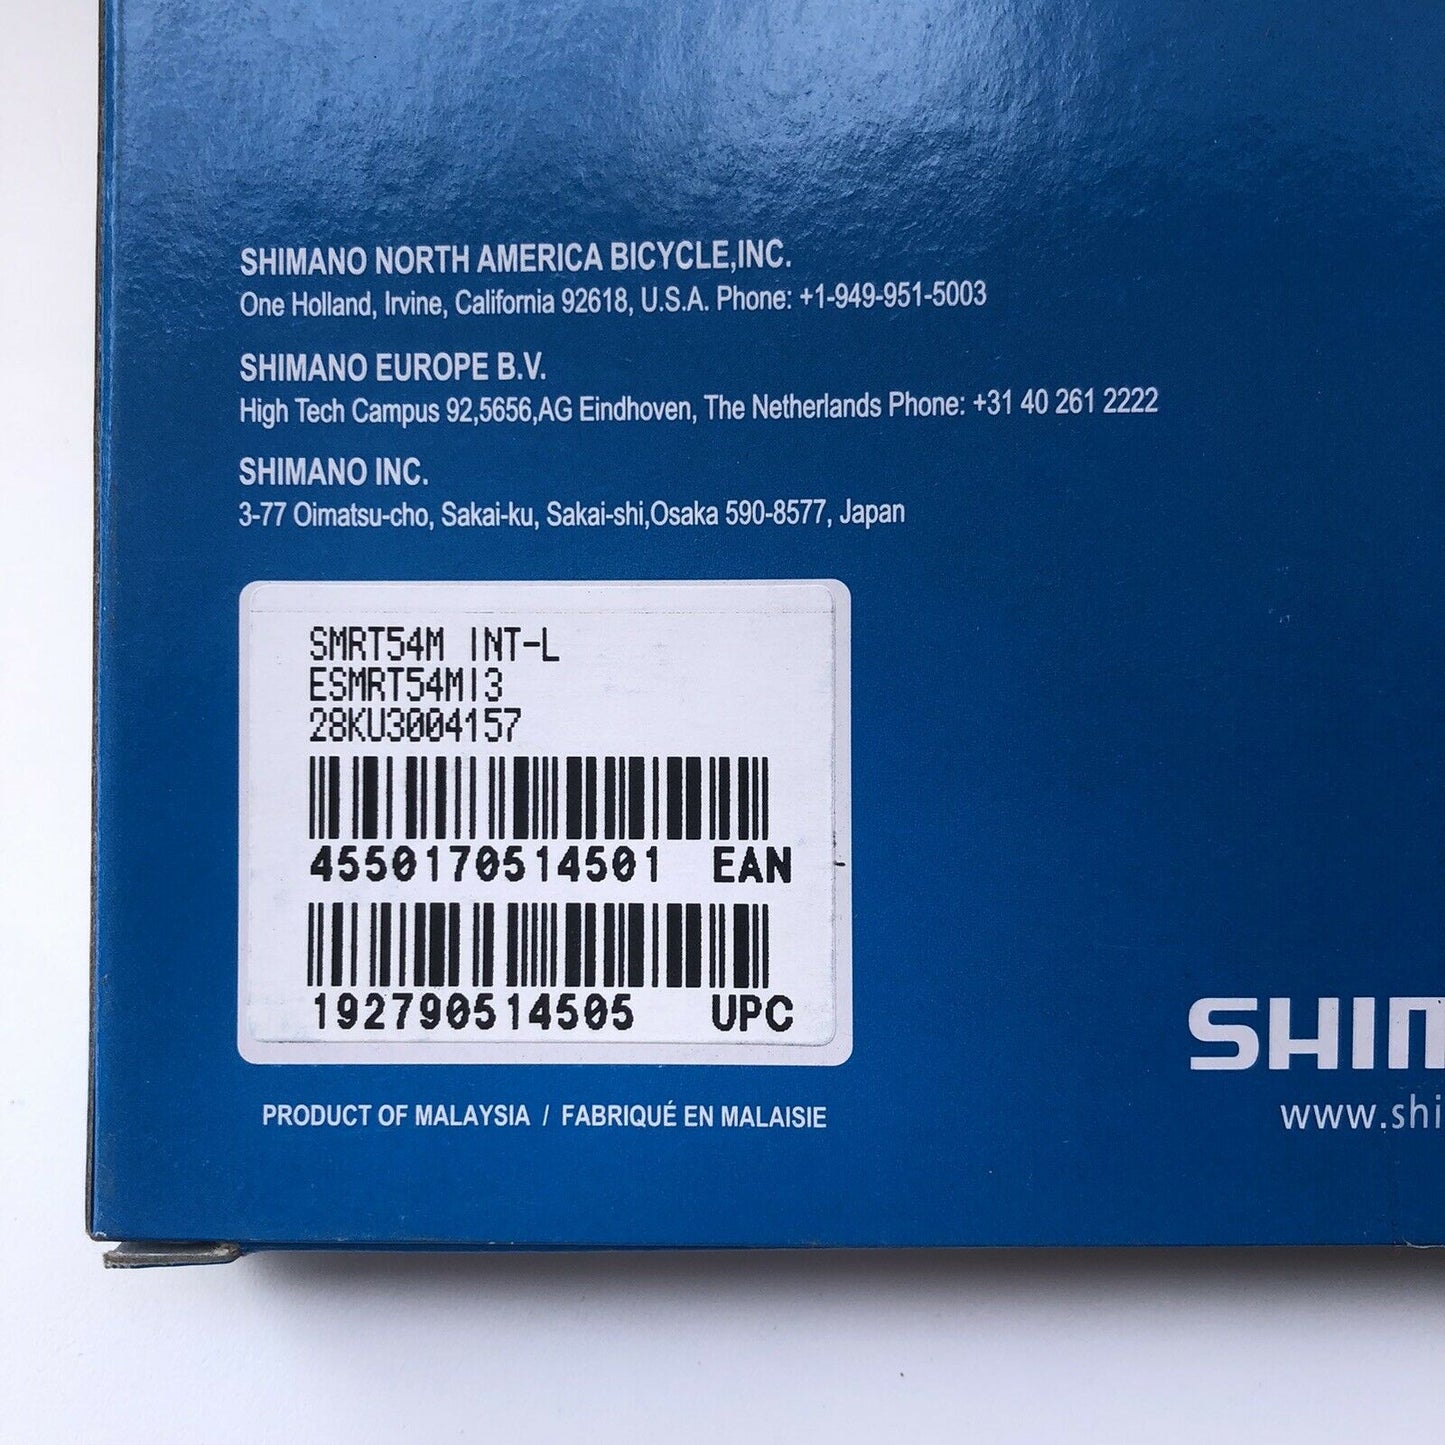 SHIMANO NORTH AMERICA BICYCLE,INC.
One Holland, Irvine, California 92618, U.S.A. Phone: +1-949-951-5003
SHIMANO EUROPE B.V.
High Tech Campus 92,5656,AG Eindhoven, The Netherlands Phone: +31 40 261 2222
SHIMANO INC.
3-77 Oimatsu-cho, Sakai-ku, Sakai-shi,Osaka 590-8577, Japan
SMRT54M INT-L
ESMRT54MI3
28KU3004157
4550170514501 EAN
192790514505 UPC
PRODUCT OF MALAYSIA / FABRIQUÉ EN MALAISIE
SHIM
www.shi